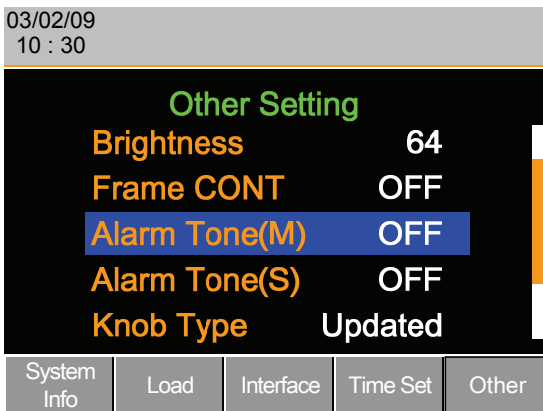 03/02/09
10 : 30
Other Setting
Brightness 64
Frame CONT OFF
Alarm Tone(M) OFF
Alarm Tone(S) OFF
Knob Type Updated
System Info Load Interface Time Set Other